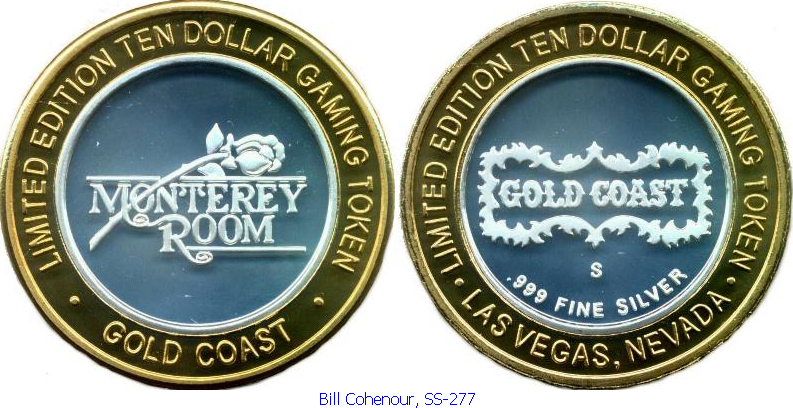 LIMITED EDITION TEN DOLLAR GAMING TOKEN
MONTEREY
ROOM
• GOLD COAST •
LIMITED EDITION TEN DOLLAR GAMING TOKEN
GOLD COAST
S
.999 FINE SILVER
• LAS VEGAS, NEVADA •
Bill Cohenour, SS-277